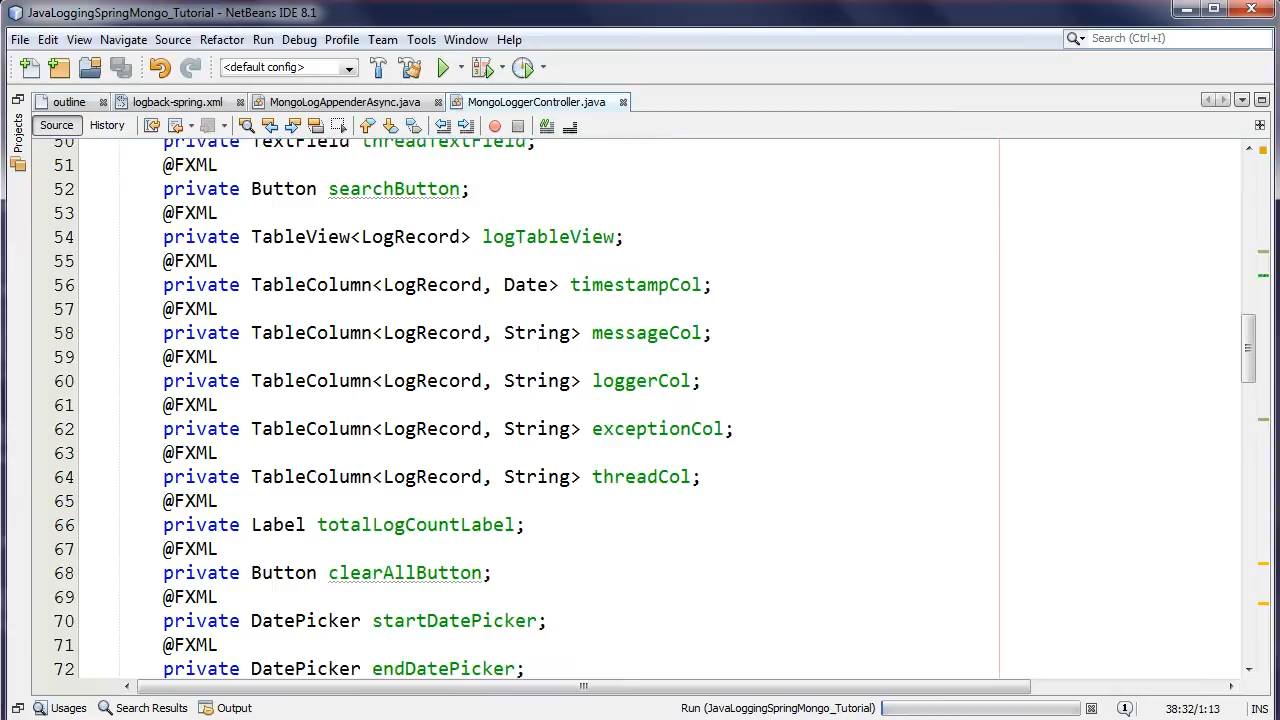 JavaLoggingSpringMongo_Tutorial - NetBeans IDE 8.1
File Edit View Navigate Source Refactor Run Debug Profile Team Tools Window Help
Search (Ctrl+I)
<default config>
outline logback-spring.xml MongoLogAppenderAsync.java MongoLoggerController.java
Source History
Projects
50 private TextField threadTextField;
51 @FXML
52 private Button searchButton;
53 @FXML
54 private TableView<LogRecord> logTableView;
55 @FXML
56 private TableColumn<LogRecord, Date> timestampCol;
57 @FXML
58 private TableColumn<LogRecord, String> messageCol;
59 @FXML
60 private TableColumn<LogRecord, String> loggerCol;
61 @FXML
62 private TableColumn<LogRecord, String> exceptionCol;
63 @FXML
64 private TableColumn<LogRecord, String> threadCol;
65 @FXML
66 private Label totalLogCountLabel;
67 @FXML
68 private Button clearAllButton;
69 @FXML
70 private DatePicker startDatePicker;
71 @FXML
72 private DatePicker endDatePicker;
Usages Search Results Output Run (JavaLoggingSpringMongo_Tutorial) 1 38:32/1:13 INS